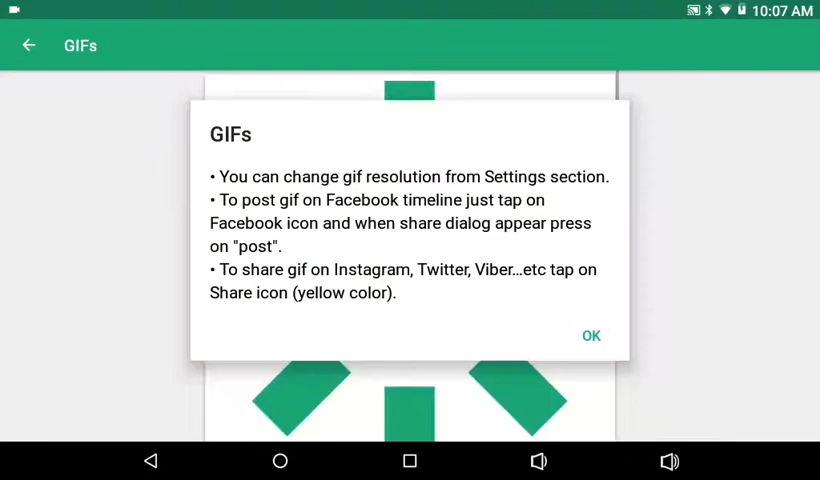 10:07 AM
GIFs
GIFs
• You can change gif resolution from Settings section.
• To post gif on Facebook timeline just tap on
Facebook icon and when share dialog appear press
on "post".
• To share gif on Instagram, Twitter, Viber...etc tap on
Share icon (yellow color).
OK